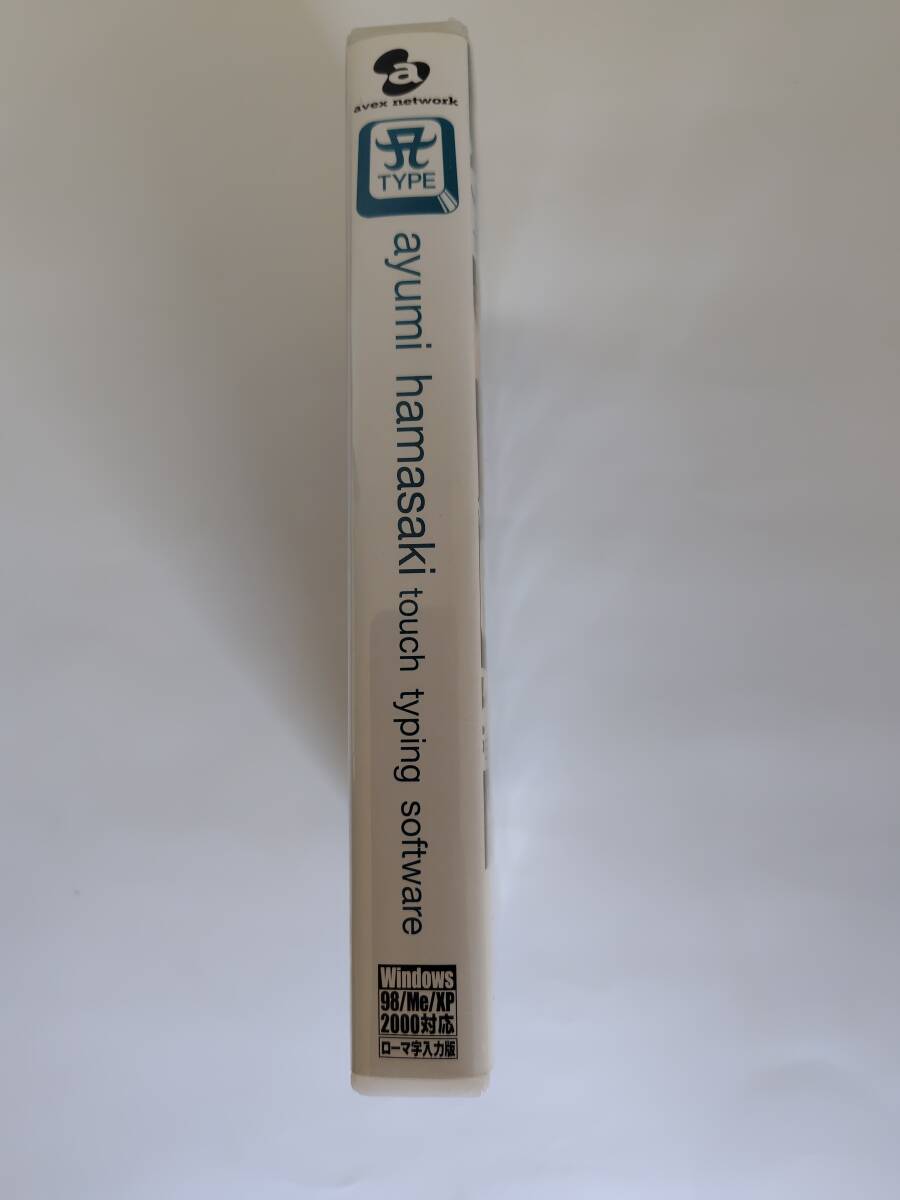 a
avex network
A
TYPE
ayumi hamasaki touch typing software
Windows
98/Me/XP
2000対応
ローマ字入力版